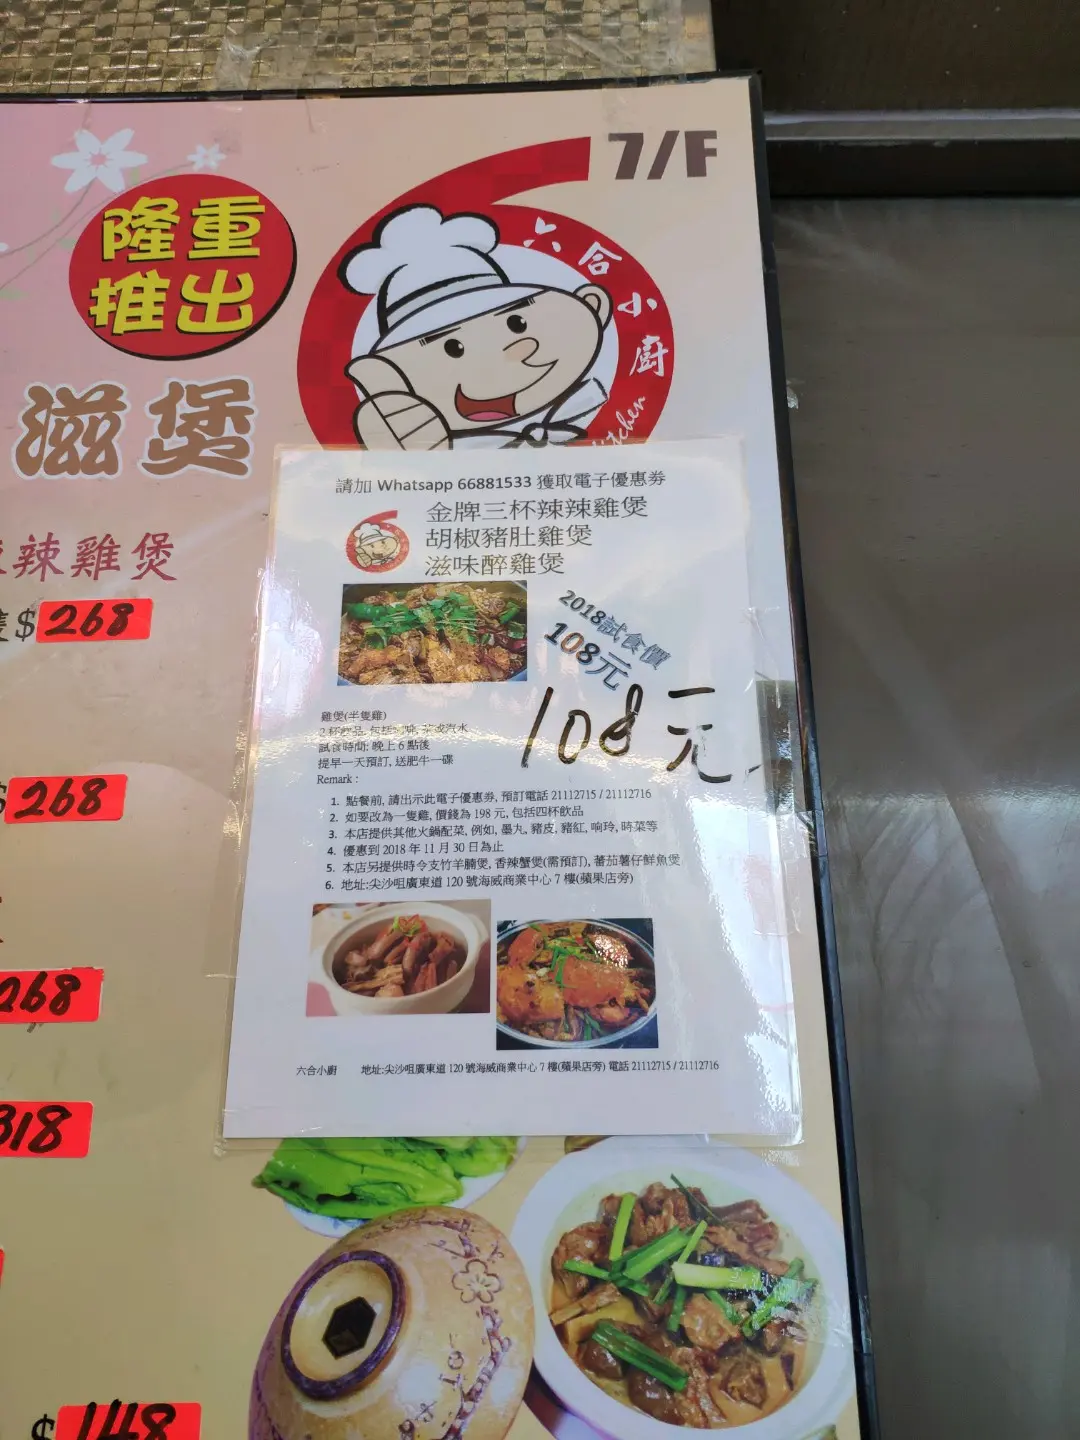 7/F
隆重
推出
六合小廚
滋煲
辣雞煲
$268
$268
268
318
$148
請加 Whatsapp 66881533 獲取電子優惠券
金牌三杯辣辣雞煲
胡椒豬肚雞煲
滋味醉雞煲
2018試食價
108元
108元
雞煲(半隻雞)
試食時間: 晚上 6 點後
提早一天預訂, 送肥牛一碟
Remark :
1. 點餐前, 請出示此電子優惠券, 預訂電話 21112715 / 21112716
2. 如要改為一隻雞, 價錢為 198 元, 包括四杯飲品
3. 本店提供其他火鍋配菜, 例如, 墨丸, 豬皮, 豬紅, 响玲, 時菜等
4. 優惠到 2018 年 11 月 30 日為止
5. 本店另提供時令支竹羊腩煲, 香辣蟹煲(需預訂), 蕃茄薯仔鮮魚煲
6. 地址:尖沙咀廣東道 120 號海威商業中心 7 樓(蘋果店旁)
六合小廚 地址:尖沙咀廣東道 120 號海威商業中心 7 樓(蘋果店旁) 電話 21112715 / 21112716